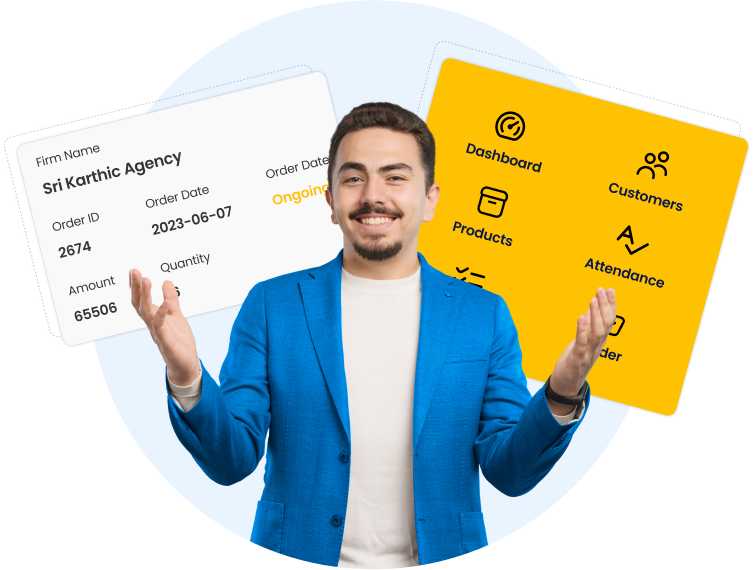 Firm Name
Sri Karthic Agency
Order ID
2674
Order Date
2023-06-07
Order Date
Ongoing
Amount
65506
Quantity
Dashboard
Customers
Products
Attendance